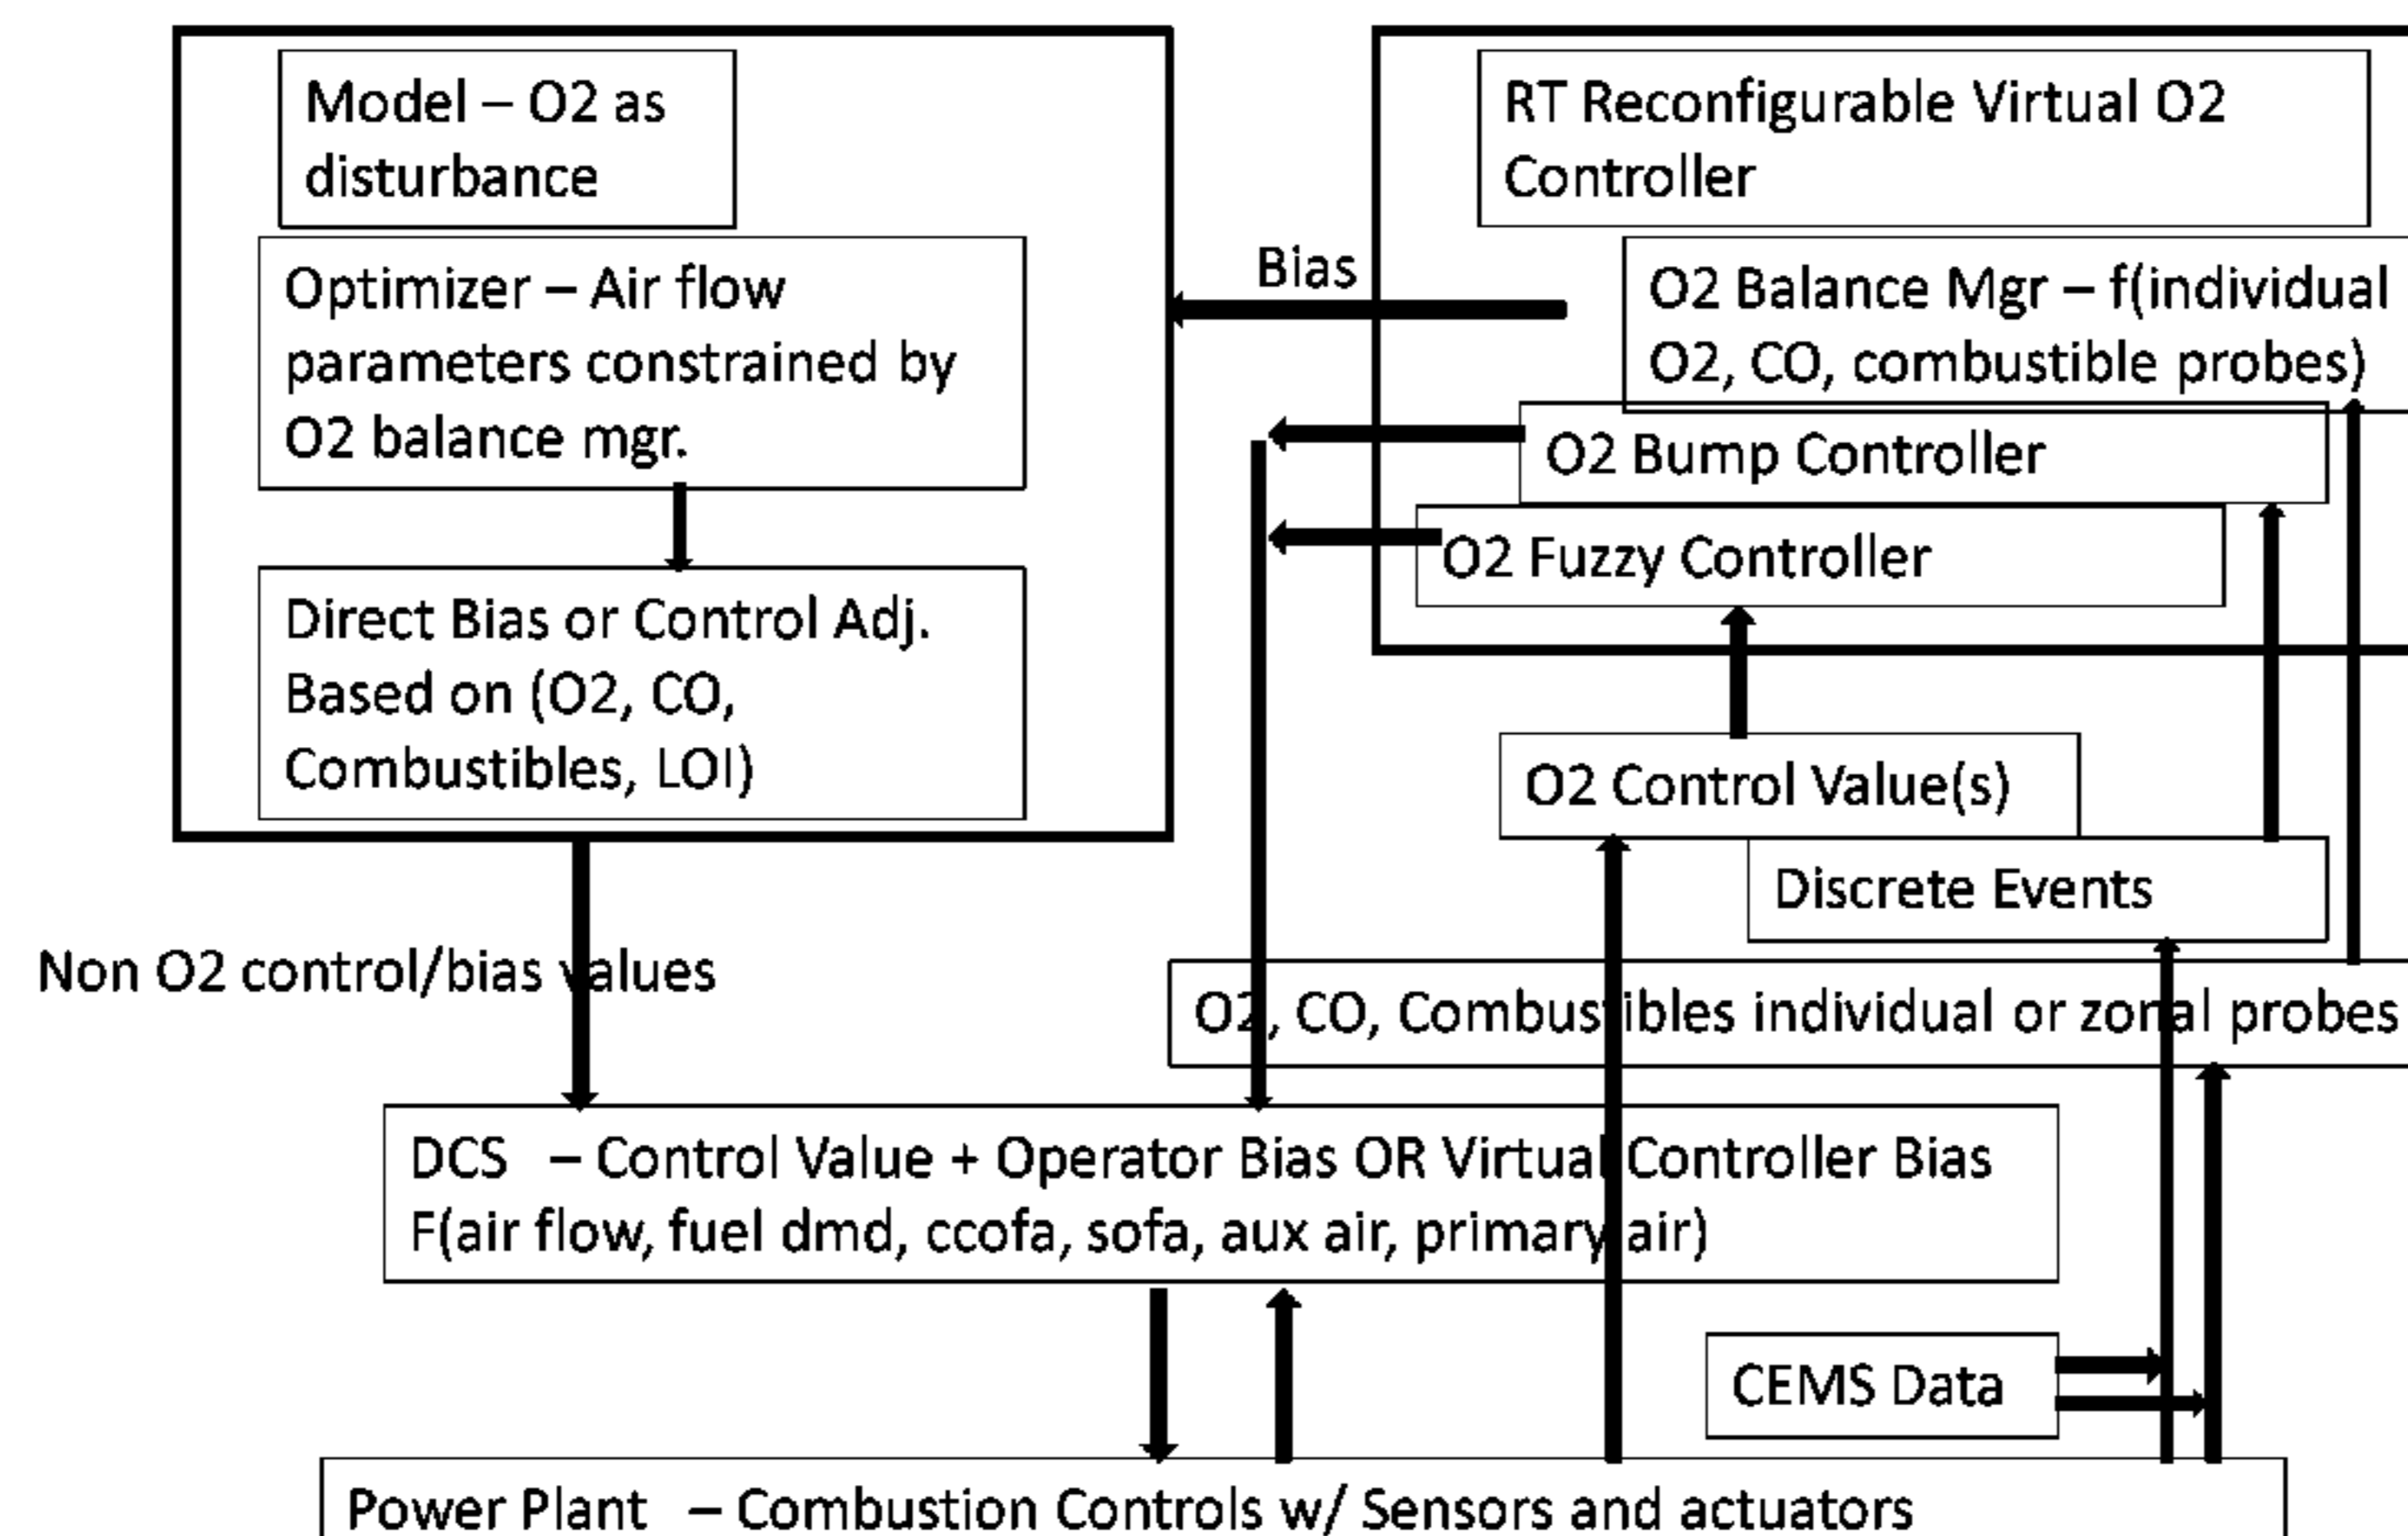 Model – O2 as
disturbance
Optimizer – Air flow
parameters constrained by
O2 balance mgr.
Direct Bias or Control Adj.
Based on (O2, CO,
Combustibles, LOI)
Bias
RT Reconfigurable Virtual O2
Controller
O2 Balance Mgr – f(individual
O2, CO, combustible probes)
O2 Bump Controller
O2 Fuzzy Controller
O2 Control Value(s)
Discrete Events
Non O2 control/bias values
O2, CO, Combustibles individual or zonal probes
DCS – Control Value + Operator Bias OR Virtual Controller Bias
F(air flow, fuel dmd, ccofa, sofa, aux air, primary air)
CEMS Data
Power Plant – Combustion Controls w/ Sensors and actuators